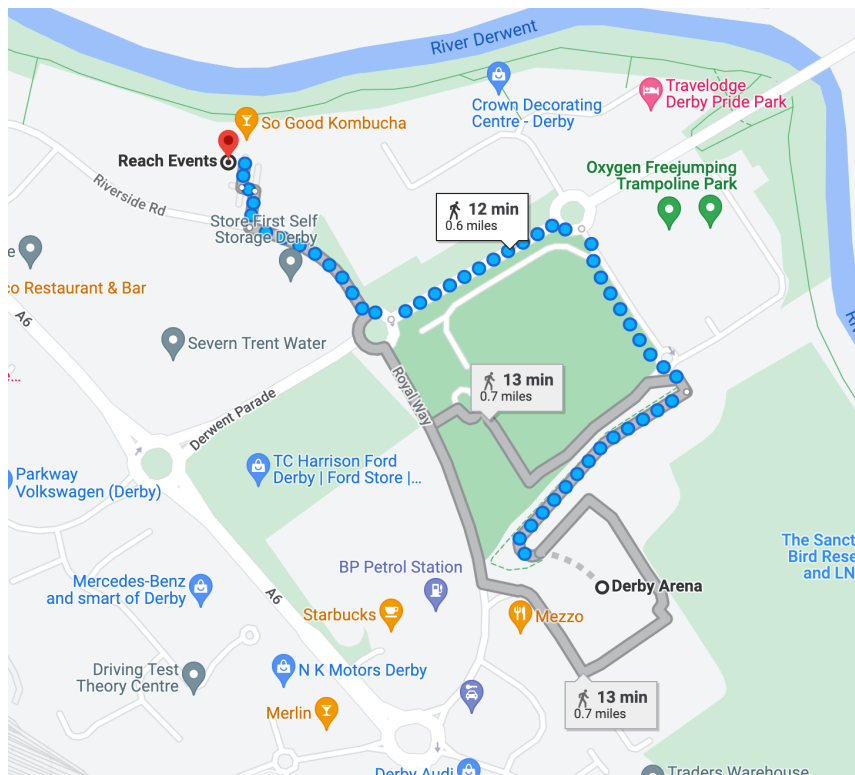 River Derwent
Travelodge
Derby Pride Park
Crown Decorating
Centre - Derby
So Good Kombucha
Reach Events
Oxygen Freejumping
Trampoline Park
Riverside Rd
12 min
0.6 miles
Store First Self
Storage Derby
e
co Restaurant & Bar
A6
Severn Trent Water
e...
13 min
0.7 miles
Royal Way
Derwent Parade
TC Harrison Ford
Derby | Ford Store |...
Parkway
Volkswagen (Derby)
The Sanct
Bird Rese
and LN
BP Petrol Station
Mercedes-Benz
and smart of Derby
A6
Derby Arena
Starbucks
Mezzo
Driving Test
Theory Centre
N K Motors Derby
13 min
0.7 miles
Merlin
Derby Audi
Traders Warehouse